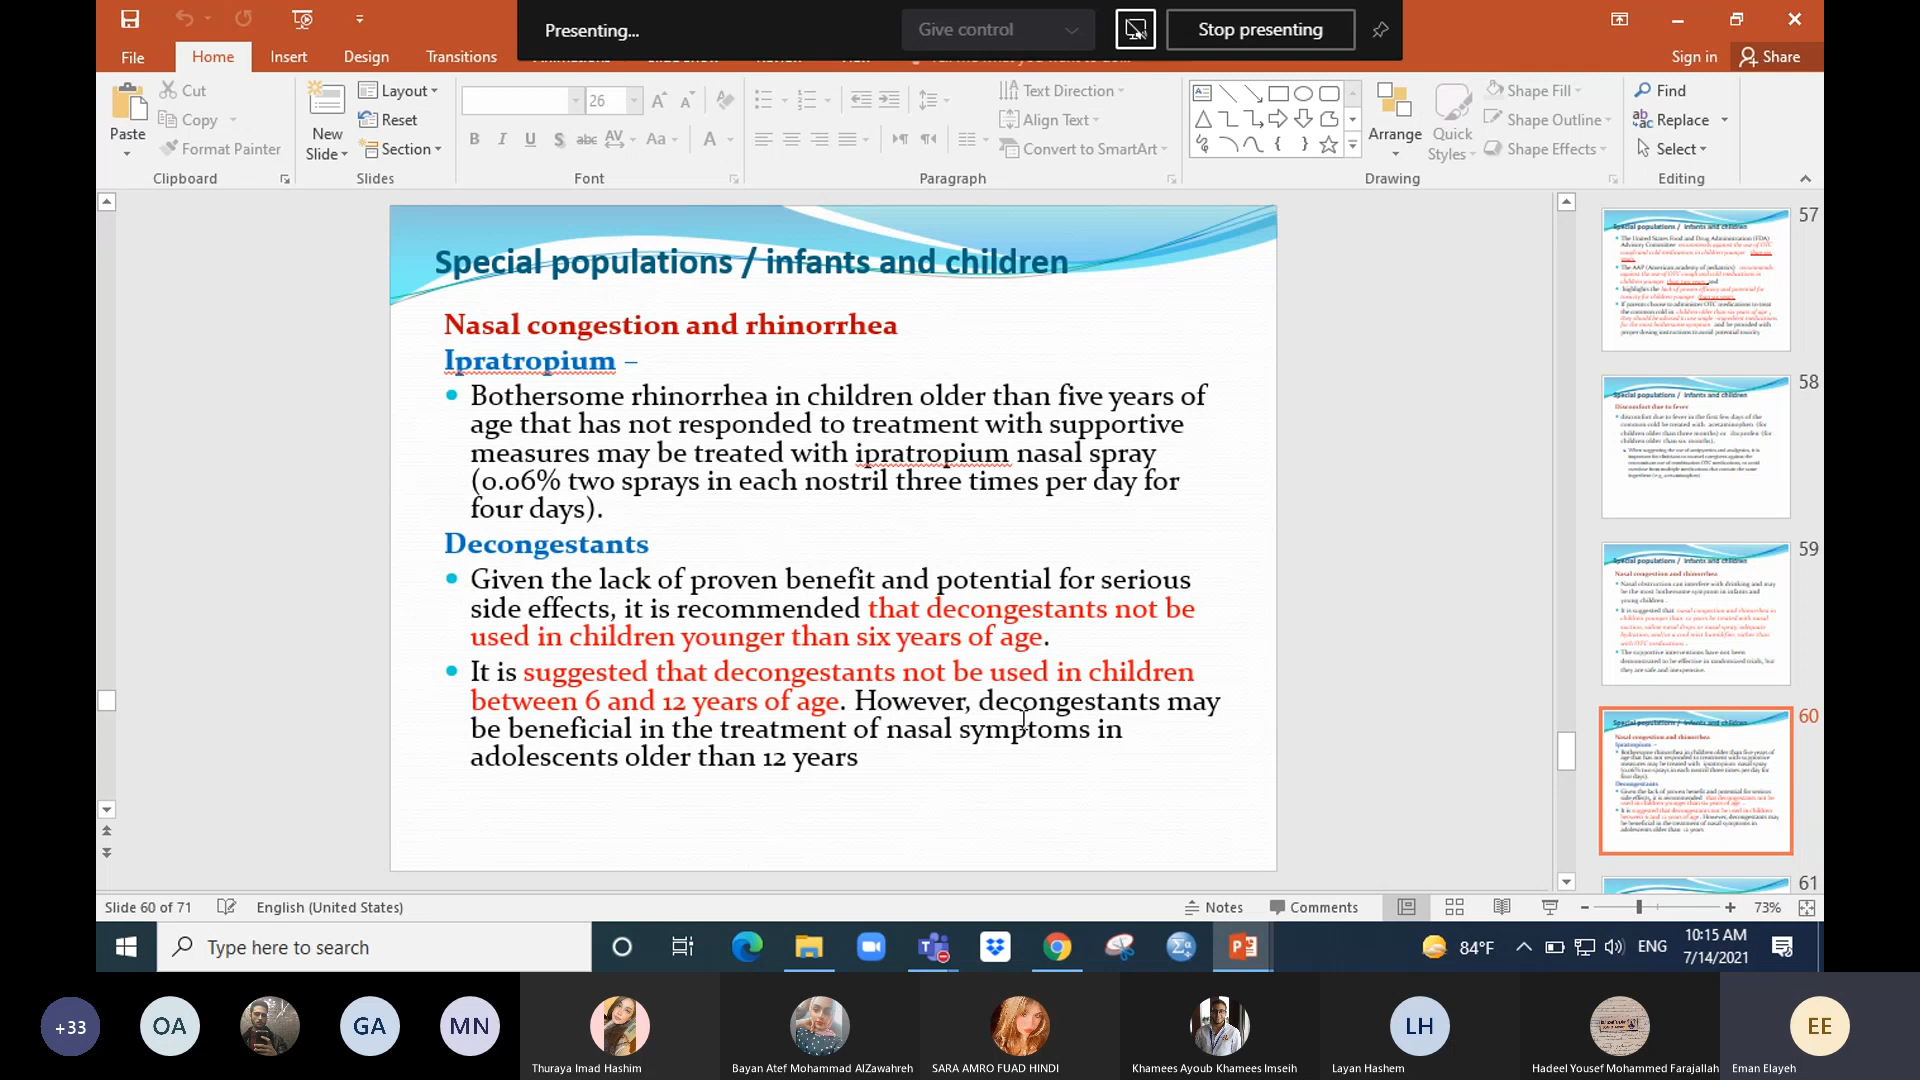 Presenting...
Give control
Stop presenting
File
Home
Insert
Design
Transitions
Sign in
Share
Paste
Cut
Copy
Format Painter
Clipboard
New
Slide
Layout
Reset
Section
Slides
26
Font
Paragraph
Text Direction
Align Text
Convert to SmartArt
Drawing
Arrange
Quick
Styles
Shape Fill
Shape Outline
Shape Effects
Find
Replace
Select
Editing
Special populations / infants and children
Nasal congestion and rhinorrhea
Ipratropium –
• Bothersome rhinorrhea in children older than five years of
age that has not responded to treatment with supportive
measures may be treated with ipratropium nasal spray
(0.06% two sprays in each nostril three times per day for
four days).
Decongestants
• Given the lack of proven benefit and potential for serious
side effects, it is recommended that decongestants not be
used in children younger than six years of age.
• It is suggested that decongestants not be used in children
between 6 and 12 years of age. However, decongestants may
be beneficial in the treatment of nasal symptoms in
adolescents older than 12 years
57
58
59
60
61
Slide 60 of 71
English (United States)
Notes
Comments
73%
Type here to search
84°F
ENG
10:15 AM
7/14/2021
+33
OA
GA
MN
Thuraya Imad Hashim
Bayan Atef Mohammad AlZawahreh
SARA AMRO FUAD HINDI
Khamees Ayoub Khamees Imseih
LH
Layan Hashem
Hadeel Yousef Mohammed Farajallah
EE
Eman Elayeh